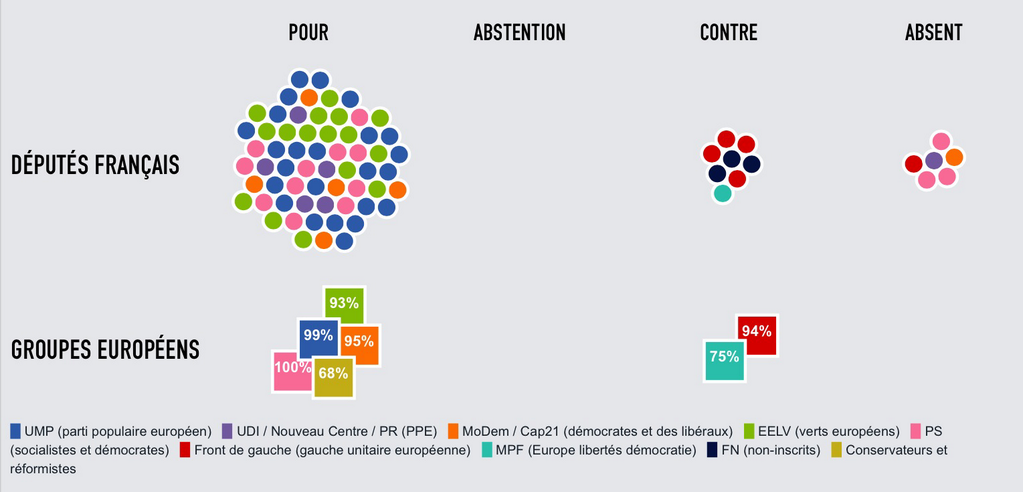 POUR ABSTENTION CONTRE ABSENT
DÉPUTÉS FRANÇAIS
93%
99% 95% 94%
GROUPES EUROPÉENS 75%
100% 68%
UMP (parti populaire européen) UDI / Nouveau Centre / PR (PPE) MoDem / Cap21 (démocrates et des libéraux) EELV (verts européens) PS
(socialistes et démocrates) Front de gauche (gauche unitaire européenne) MPF (Europe libertés démocratie) FN (non-inscrits) Conservateurs et
réformistes